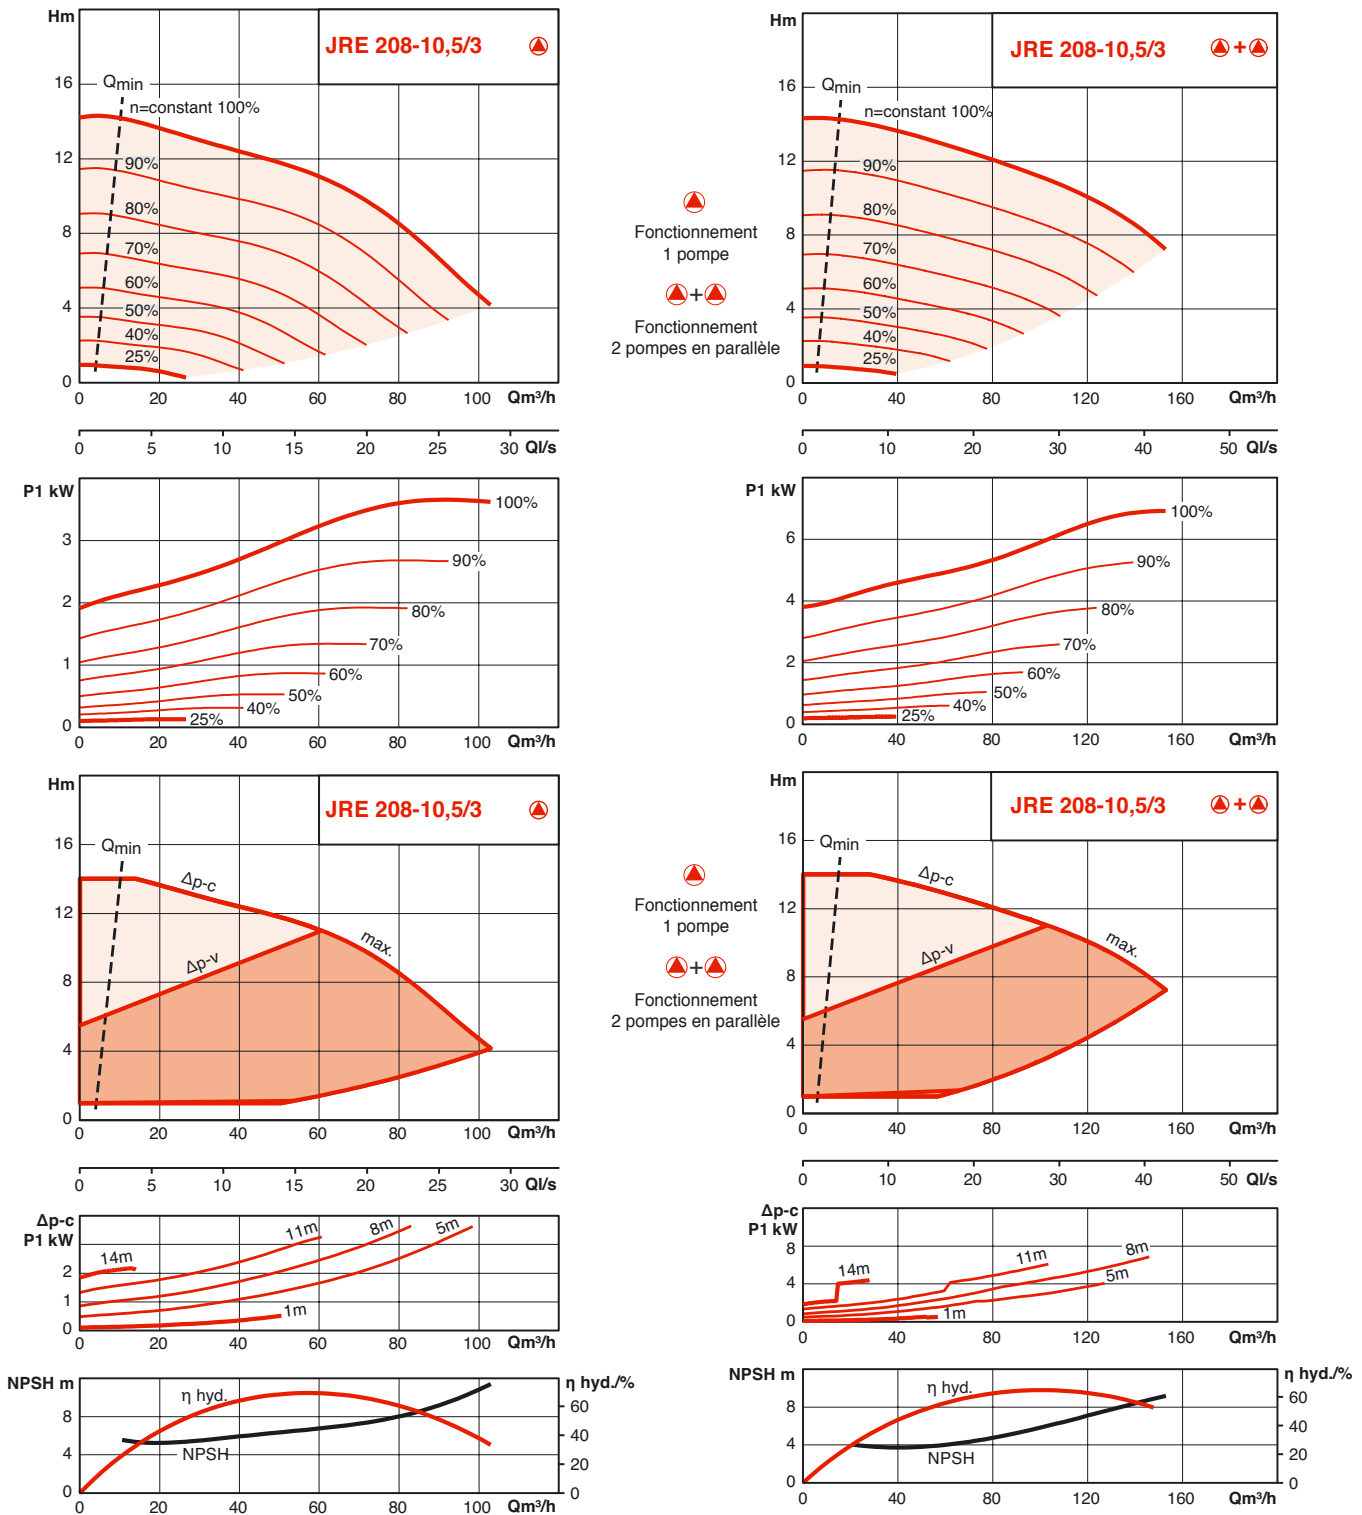 Hm
JRE 208-10,5/3
16
Qmin
n=constant 100%
12
90%
80%
8
70%
60%
4
50%
40%
25%
0
0 20 40 60 80 100 Qm³/h
0 5 10 15 20 25 30 Ql/s
P1 kW
100%
3
90%
2
80%
70%
1
60%
50%
40%
25%
0
0 20 40 60 80 100 Qm³/h
Hm
JRE 208-10,5/3
16
Qmin
Δp-c
12
max.
Δp-v
8
4
0
0 20 40 60 80 100 Qm³/h
0 5 10 15 20 25 30 Ql/s
Δp-c
P1 kW
14m
11m
8m
5m
2
1
1m
0
0 20 40 60 80 100 Qm³/h
NPSH m
η hyd./%
η hyd.
8
60
40
4
NPSH
20
0
0
0 20 40 60 80 100 Qm³/h
Fonctionnement
1 pompe
+
Fonctionnement
2 pompes en parallèle
Fonctionnement
1 pompe
+
Fonctionnement
2 pompes en parallèle
Hm
JRE 208-10,5/3 +
16
Qmin
n=constant 100%
12
90%
80%
8
70%
60%
4
50%
40%
25%
0
0 40 80 120 160 Qm³/h
0 10 20 30 40 50 Ql/s
P1 kW
100%
6
90%
4
80%
70%
2
60%
50%
40%
25%
0
0 40 80 120 160 Qm³/h
Hm
JRE 208-10,5/3 +
16
Qmin
Δp-c
12
max.
Δp-v
8
4
0
0 40 80 120 160 Qm³/h
0 10 20 30 40 50 Ql/s
Δp-c
P1 kW
8
14m
11m
8m
5m
4
1m
0
0 40 80 120 160 Qm³/h
NPSH m
η hyd./%
η hyd.
8
60
40
4
NPSH
20
0
0
0 40 80 120 160 Qm³/h